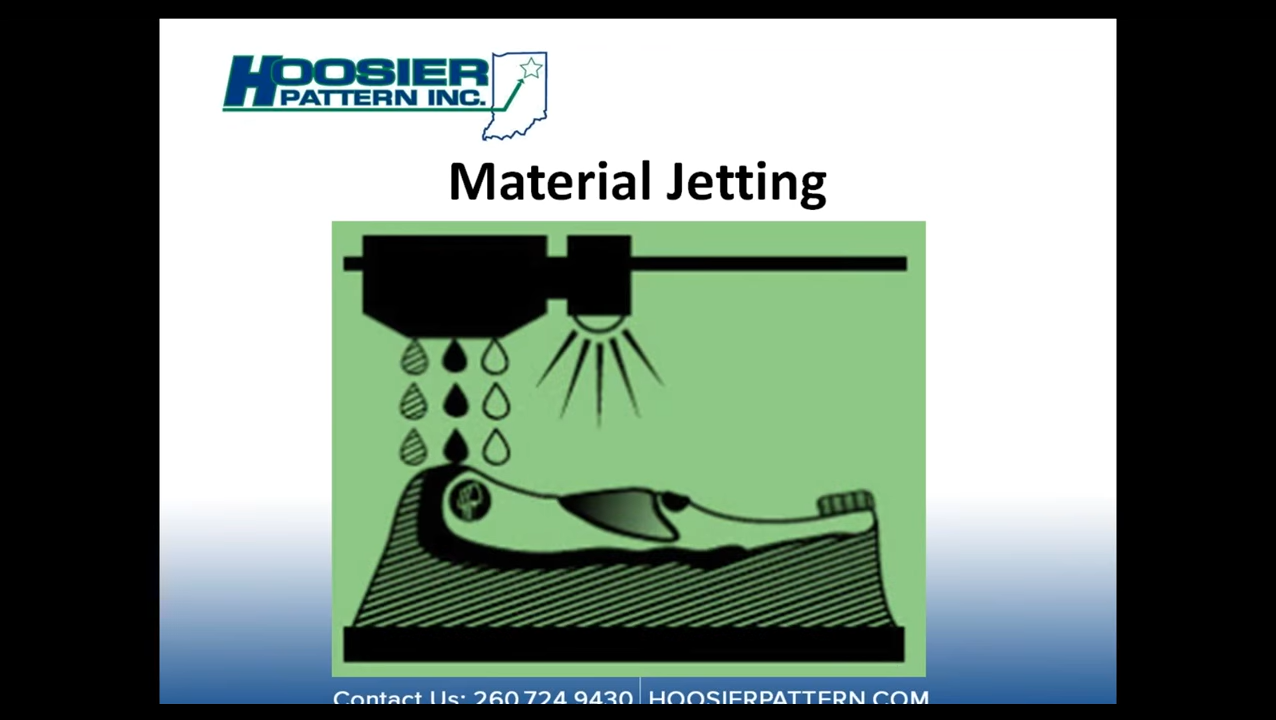 HOOSIER
PATTERN INC.
Material Jetting
Contact Us: 260.724.9430 | HOOSIERPATTERN.COM